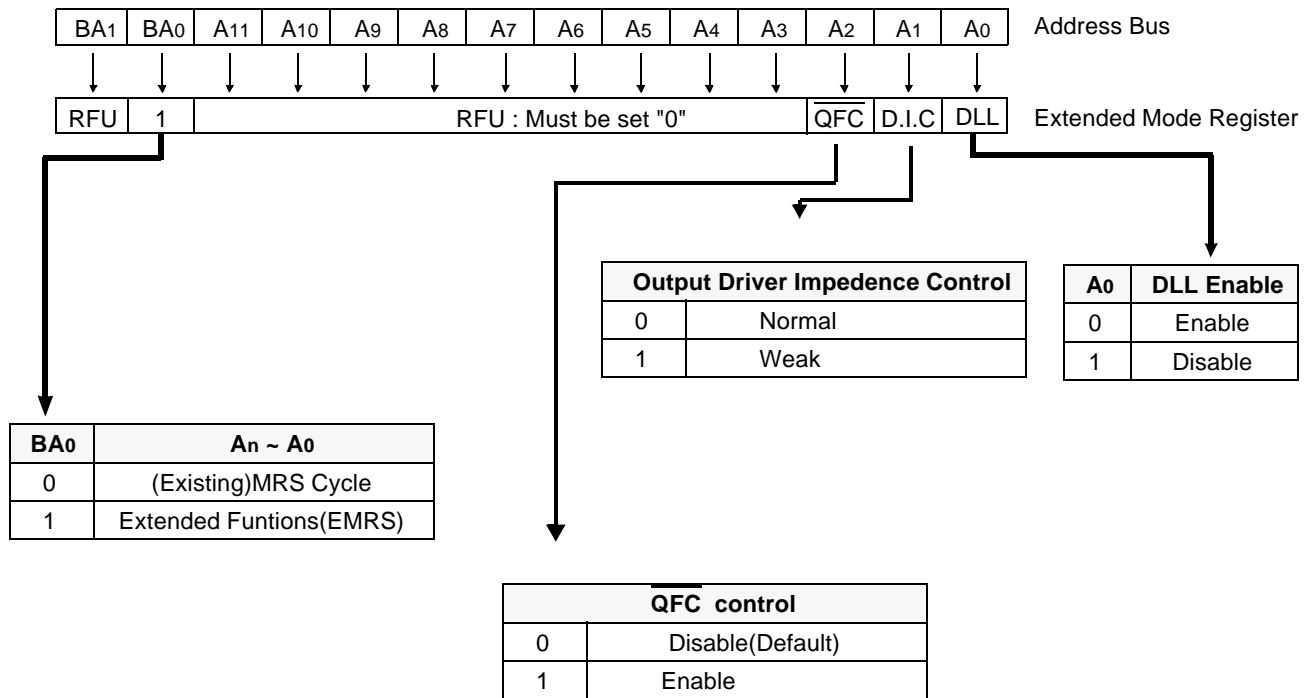 BA1 BA0 A11 A10 A9 A8 A7 A6 A5 A4 A3 A2 A1 A0 Address Bus
RFU 1 RFU : Must be set "0" QFC D.I.C DLL Extended Mode Register
Output Driver Impedence Control
0 Normal
1 Weak
A0 DLL Enable
0 Enable
1 Disable
BA0 An ~ A0
0 (Existing)MRS Cycle
1 Extended Funtions(EMRS)
QFC control
0 Disable(Default)
1 Enable